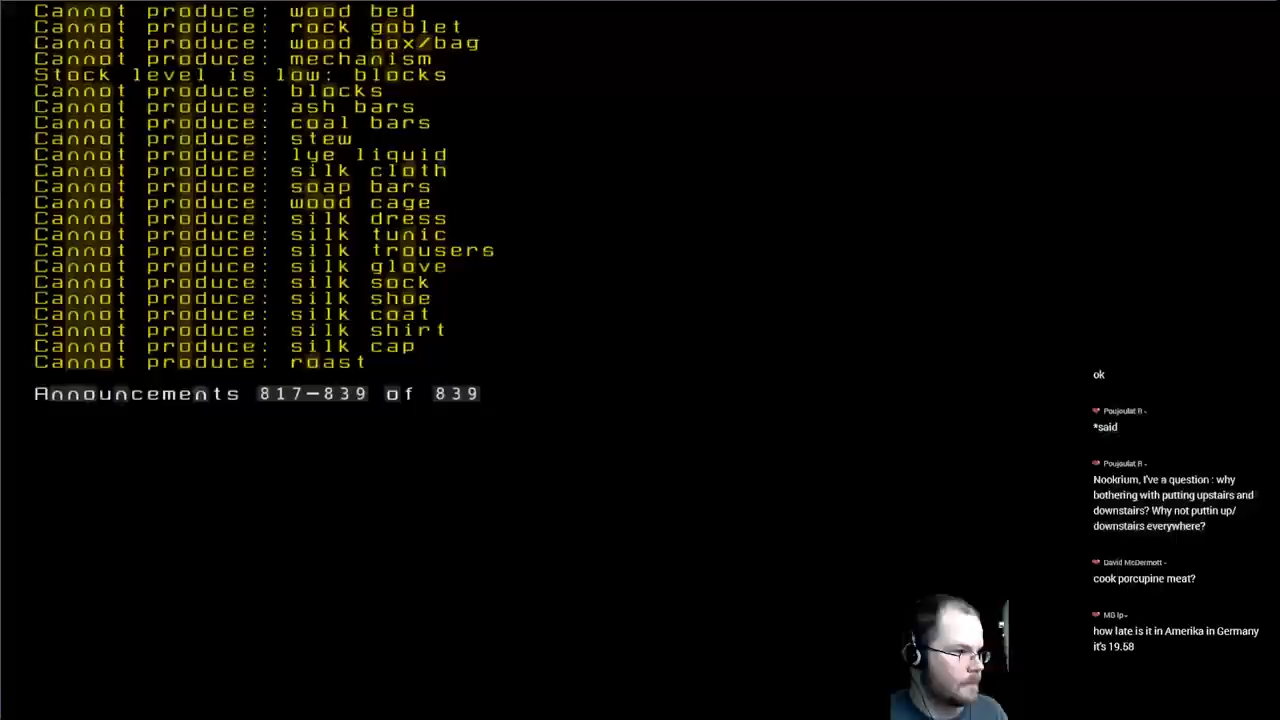 Cannot produce: wood bed
Cannot produce: rock goblet
Cannot produce: wood box/bag
Cannot produce: mechanism
Stock level is low: blocks
Cannot produce: blocks
Cannot produce: ash bars
Cannot produce: coal bars
Cannot produce: stew
Cannot produce: lye liquid
Cannot produce: silk cloth
Cannot produce: soap bars
Cannot produce: wood cage
Cannot produce: silk dress
Cannot produce: silk tunic
Cannot produce: silk trousers
Cannot produce: silk glove
Cannot produce: silk sock
Cannot produce: silk shoe
Cannot produce: silk coat
Cannot produce: silk shirt
Cannot produce: silk cap
Cannot produce: roast
Announcements 817-839 of 839
ok
Poujoulat R -
*said
Poujoulat R -
Nookrium, I've a question : why
bothering with putting upstairs and
downstairs? Why not puttin up/
downstairs everywhere?
David McDermott -
cook porcupine meat?
MG lp -
how late is it in Amerika in Germany
it's 19.58